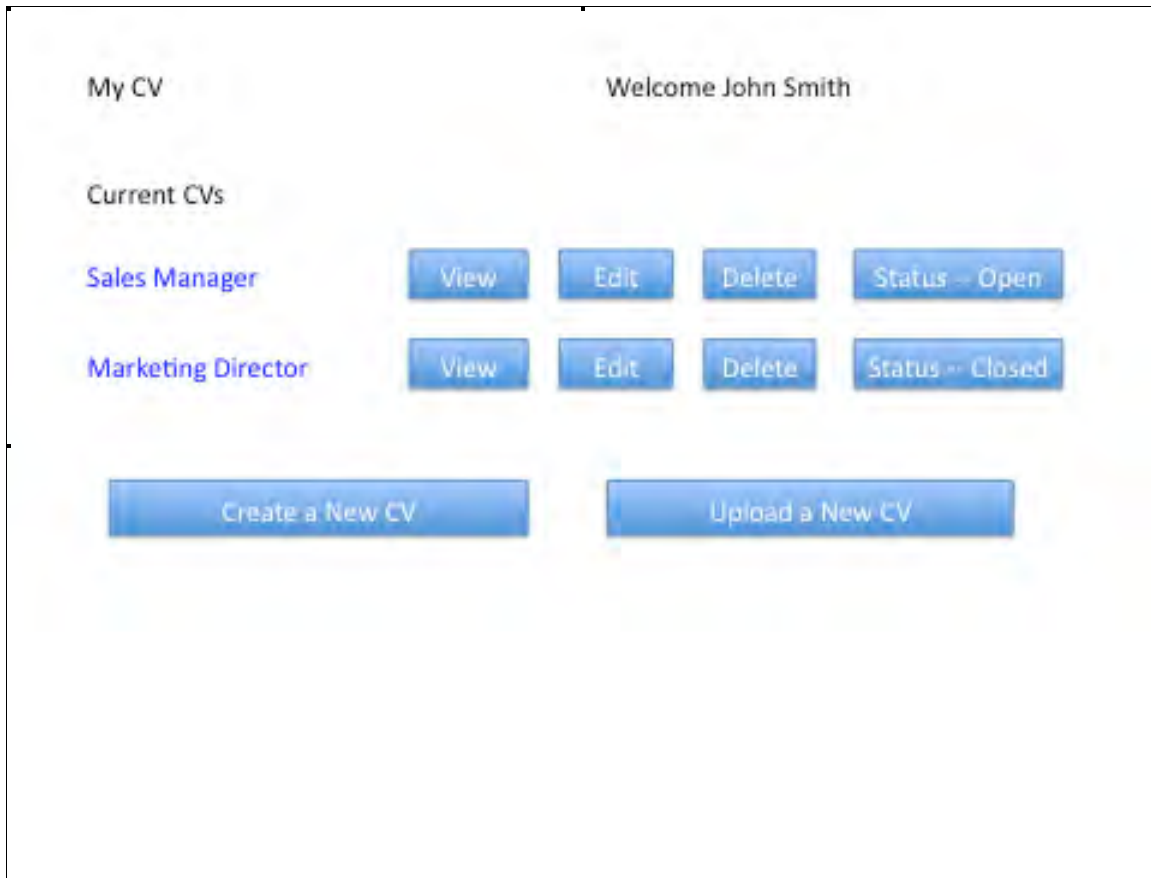 My CV Welcome John Smith
Current CVs
Sales Manager View Edit Delete Status – Open
Marketing Director View Edit Delete Status – Closed
Create a New CV Upload a New CV